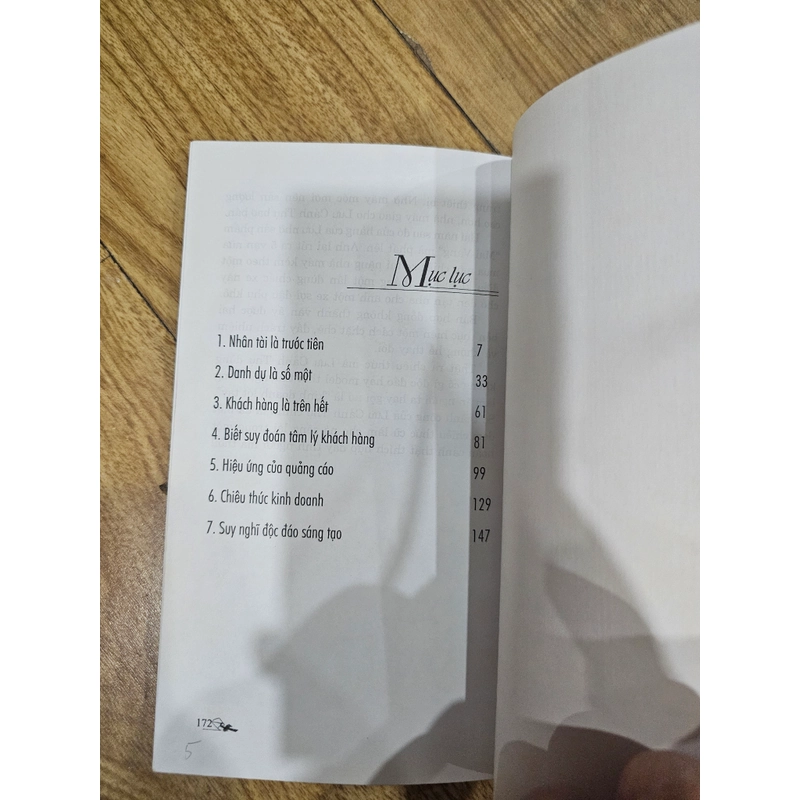 Mục lục
1. Nhân tài là trước tiên 7
2. Danh dự là số một 33
3. Khách hàng là trên hết 61
4. Biết suy đoán tâm lý khách hàng 81
5. Hiệu ứng của quảng cáo 99
6. Chiêu thức kinh doanh 129
7. Suy nghĩ độc đáo sáng tạo 147
172
5